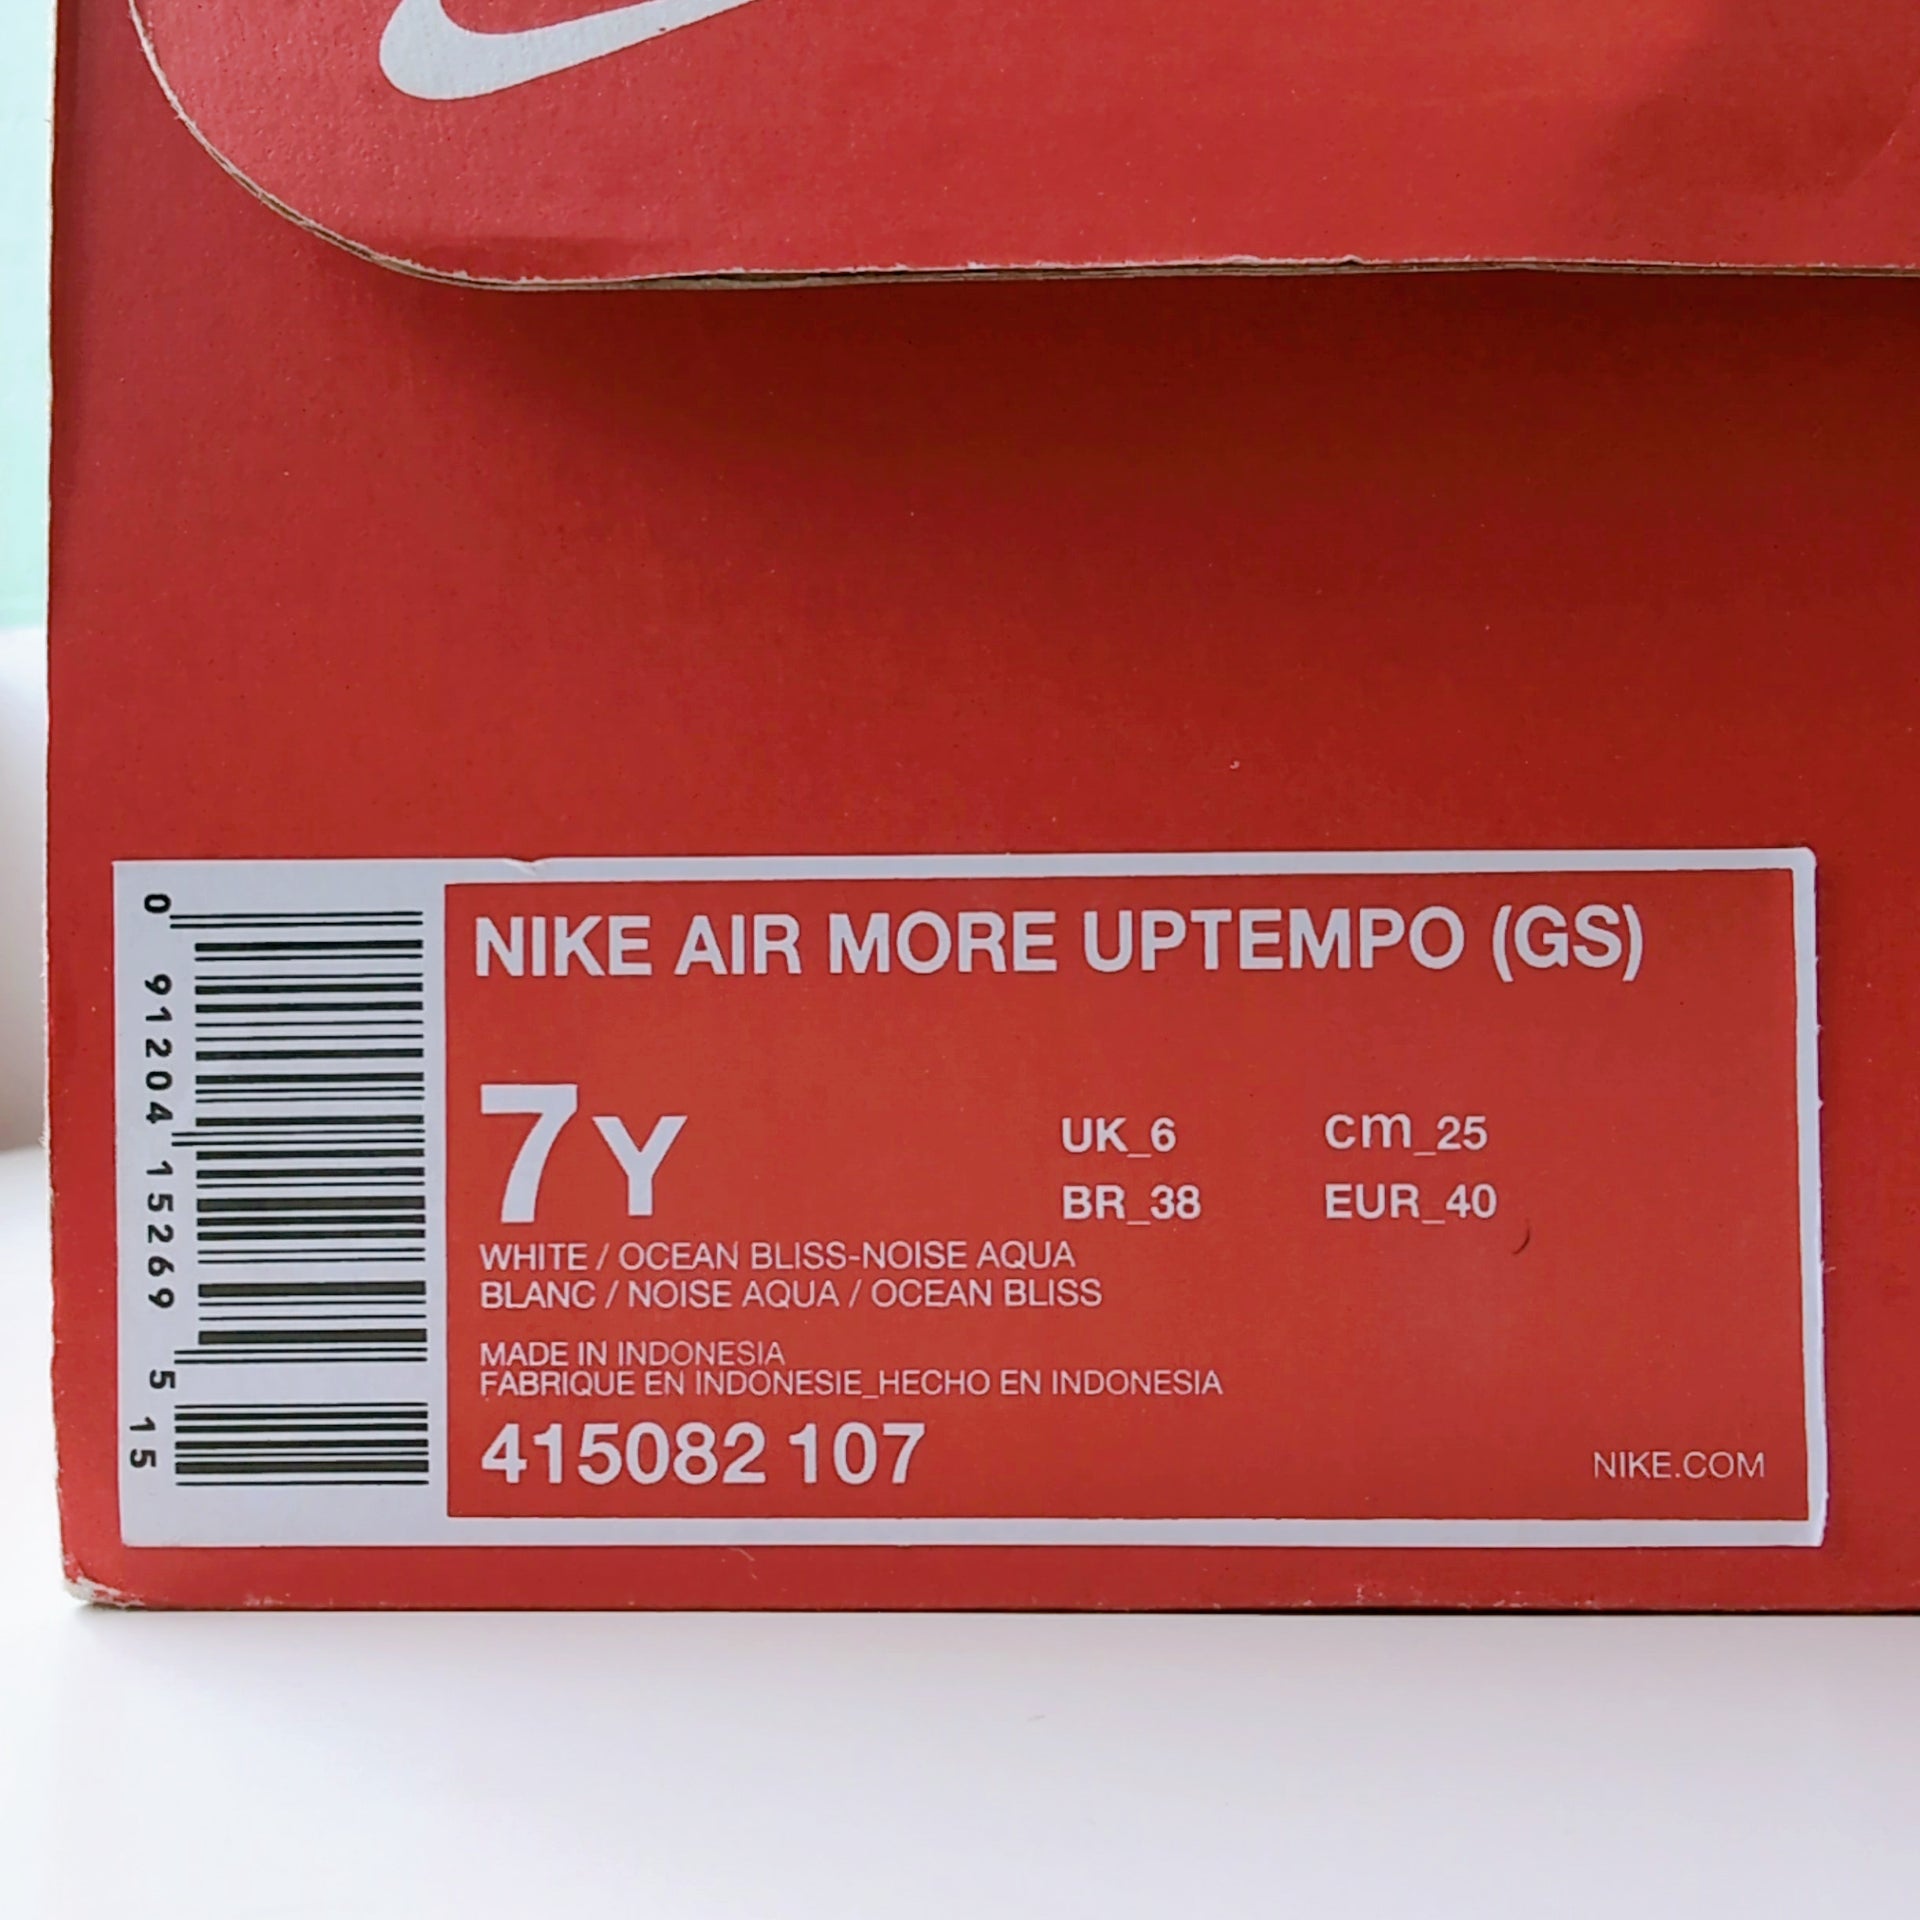 NIKE AIR MORE UPTEMPO (GS)
7Y
UK_6 cm_25
BR_38 EUR_40
WHITE / OCEAN BLISS-NOISE AQUA
BLANC / NOISE AQUA / OCEAN BLISS
MADE IN INDONESIA
FABRIQUE EN INDONESIE_HECHO EN INDONESIA
415082 107
NIKE.COM
0 91204 15269 5 15